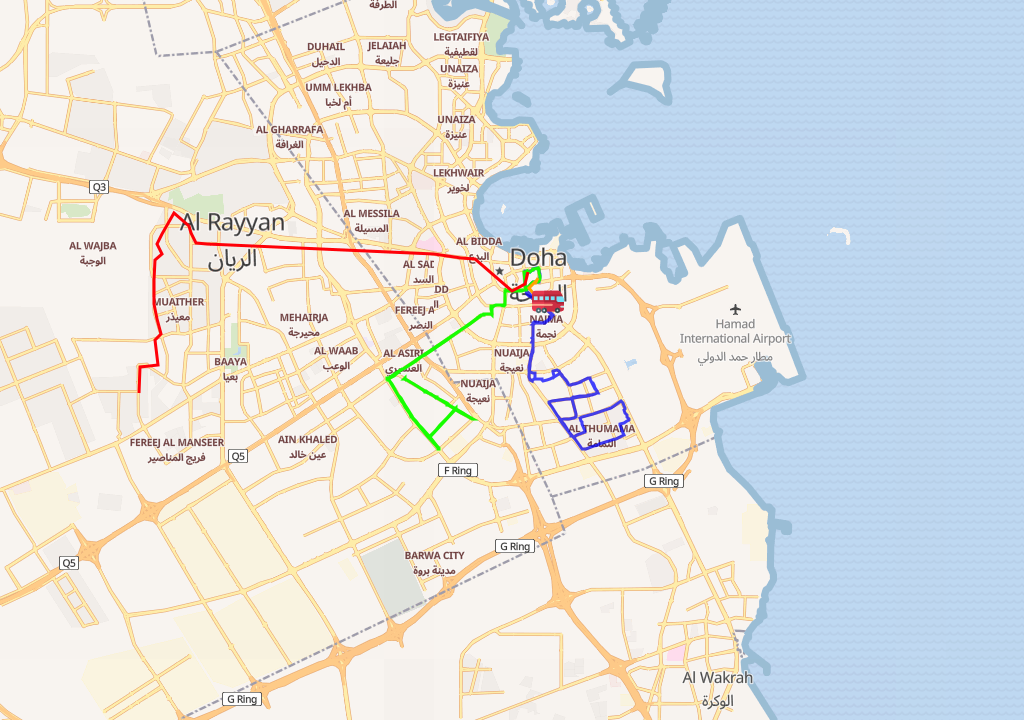 الطرفة
LEGTAIFIYA
لقطيفية
DUHAIL
الدحيل
JELAIAH
جليعة
UNAIZA
عنيزة
UMM LEKHBA
أم لخبا
UNAIZA
عنيزة
AL GHARRAFA
الغرافة
LEKHWAIR
لخوير
Q3
AL MESSILA
المسيلة
Al Rayyan
الريان
AL WAJBA
الوجبة
AL BIDDA
البدع
Doha
AL SAD
السد
DD
MUAITHER
معيذر
FEREEJ A
النصر
MEHAIRJA
محيرجة
NAJMA
نجمة
Hamad
International Airport
مطار حمد الدولي
AL WAAB
الوعب
AL ASIRI
العسيري
NUAIJA
نعيجة
BAAYA
بعيا
NUAIJA
نعيجة
AL THUMAMA
الثمامة
FEREEJ AL MANSEER
فريج المناصير
AIN KHALED
عين خالد
Q5
F Ring
G Ring
G Ring
BARWA CITY
مدينة بروة
Q5
Al Wakrah
الوكرة
G Ring